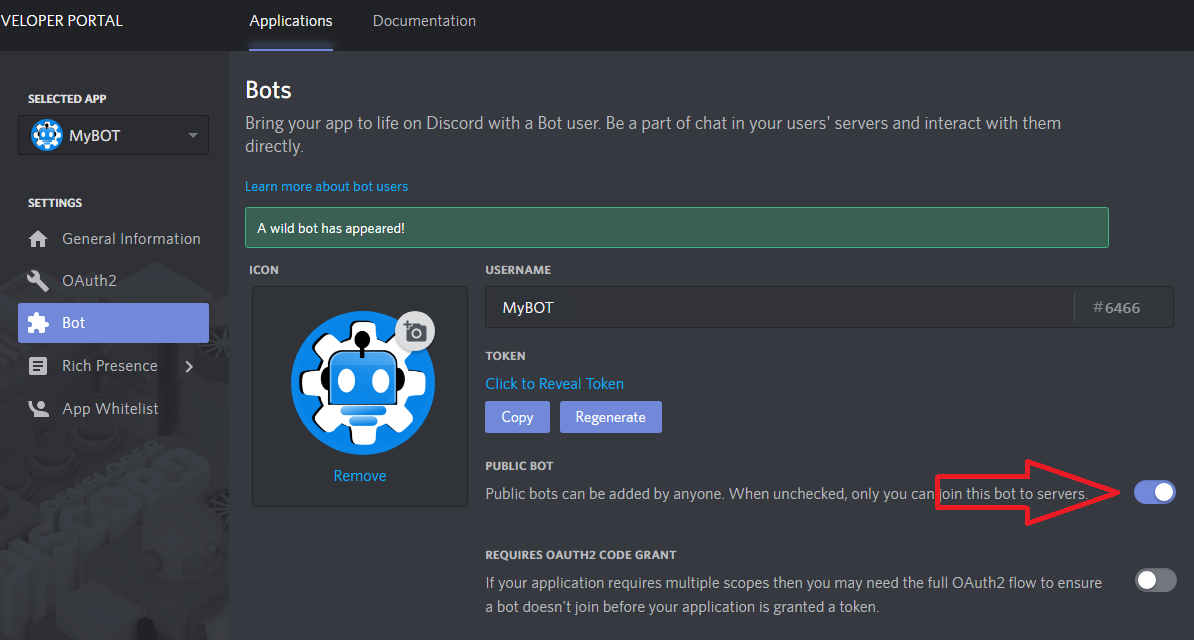 VELOPER PORTAL
Applications
Documentation
SELECTED APP
MyBOT
SETTINGS
General Information
OAuth2
Bot
Rich Presence
App Whitelist
Bots
Bring your app to life on Discord with a Bot user. Be a part of chat in your users' servers and interact with them
directly.
Learn more about bot users
A wild bot has appeared!
ICON
Remove
USERNAME
MyBOT
#6466
TOKEN
Click to Reveal Token
Copy
Regenerate
PUBLIC BOT
Public bots can be added by anyone. When unchecked, only you can join this bot to servers.
REQUIRES OAUTH2 CODE GRANT
If your application requires multiple scopes then you may need the full OAuth2 flow to ensure
a bot doesn't join before your application is granted a token.